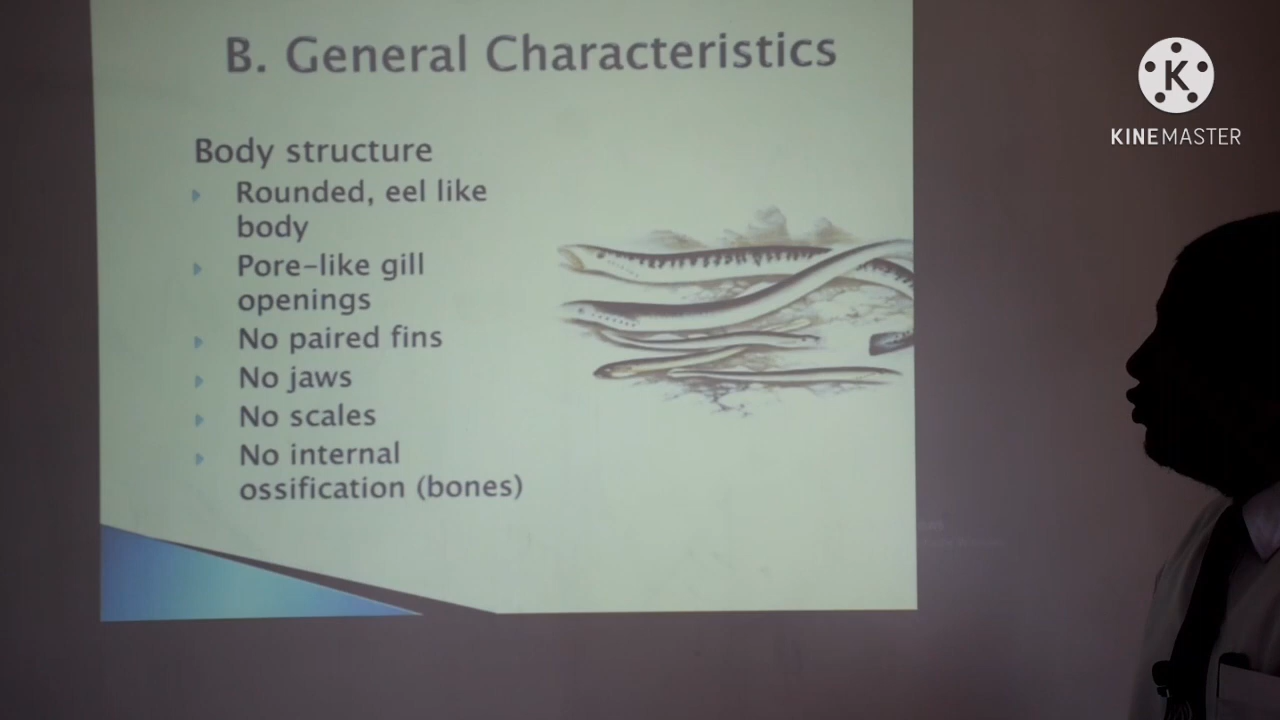 B. General Characteristics
Body structure
Rounded, eel like
body
Pore-like gill
openings
No paired fins
No jaws
No scales
No internal
ossification (bones)
K
KINEMASTER